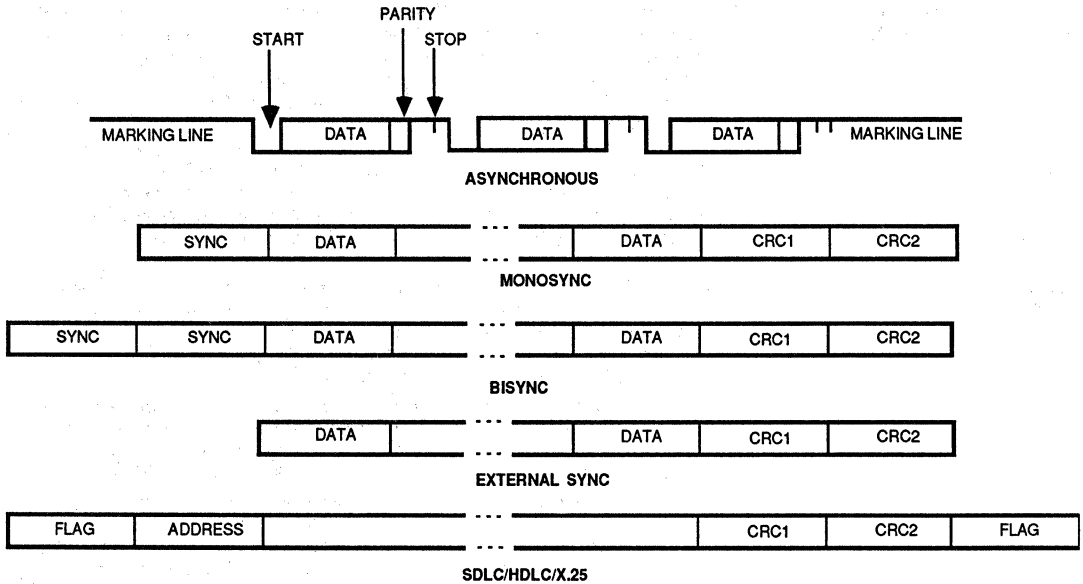 PARITY
START STOP
MARKING LINE DATA DATA DATA MARKING LINE
ASYNCHRONOUS
SYNC DATA DATA CRC1 CRC2
MONOSYNC
SYNC SYNC DATA DATA CRC1 CRC2
BISYNC
DATA DATA CRC1 CRC2
EXTERNAL SYNC
FLAG ADDRESS CRC1 CRC2 FLAG
SDLC/HDLC/X.25